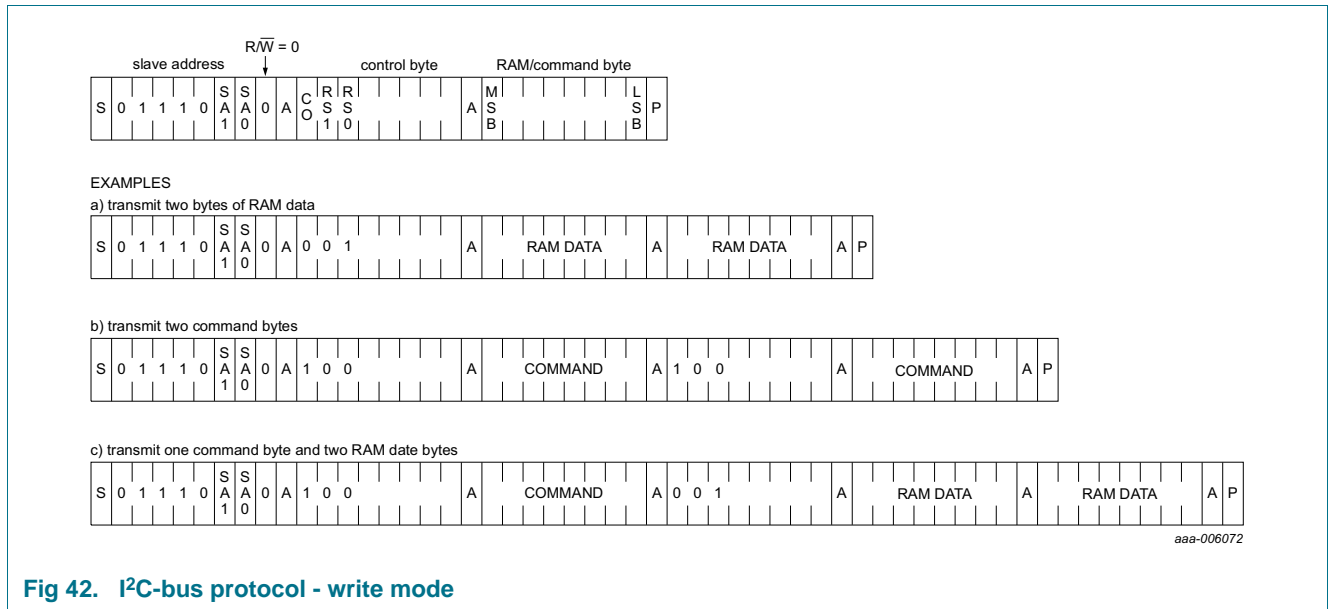 R/W̅ = 0
slave address control byte RAM/command byte
S 0 1 1 1 0 SA1 SA0 0 A CO RS1 RS0 A MSB LSB P
EXAMPLES
a) transmit two bytes of RAM data
S 0 1 1 1 0 SA1 SA0 0 A 0 0 1 A RAM DATA A RAM DATA A P
b) transmit two command bytes
S 0 1 1 1 0 SA1 SA0 0 A 1 0 0 A COMMAND A 1 0 0 A COMMAND A P
c) transmit one command byte and two RAM date bytes
S 0 1 1 1 0 SA1 SA0 0 A 1 0 0 A COMMAND A 0 0 1 A RAM DATA A RAM DATA A P
aaa-006072
Fig 42. I²C-bus protocol - write mode